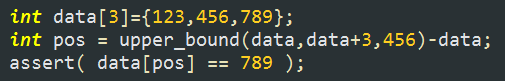 int data[3]={123,456,789};
int pos = upper_bound(data,data+3,456)-data;
assert( data[pos] == 789 );